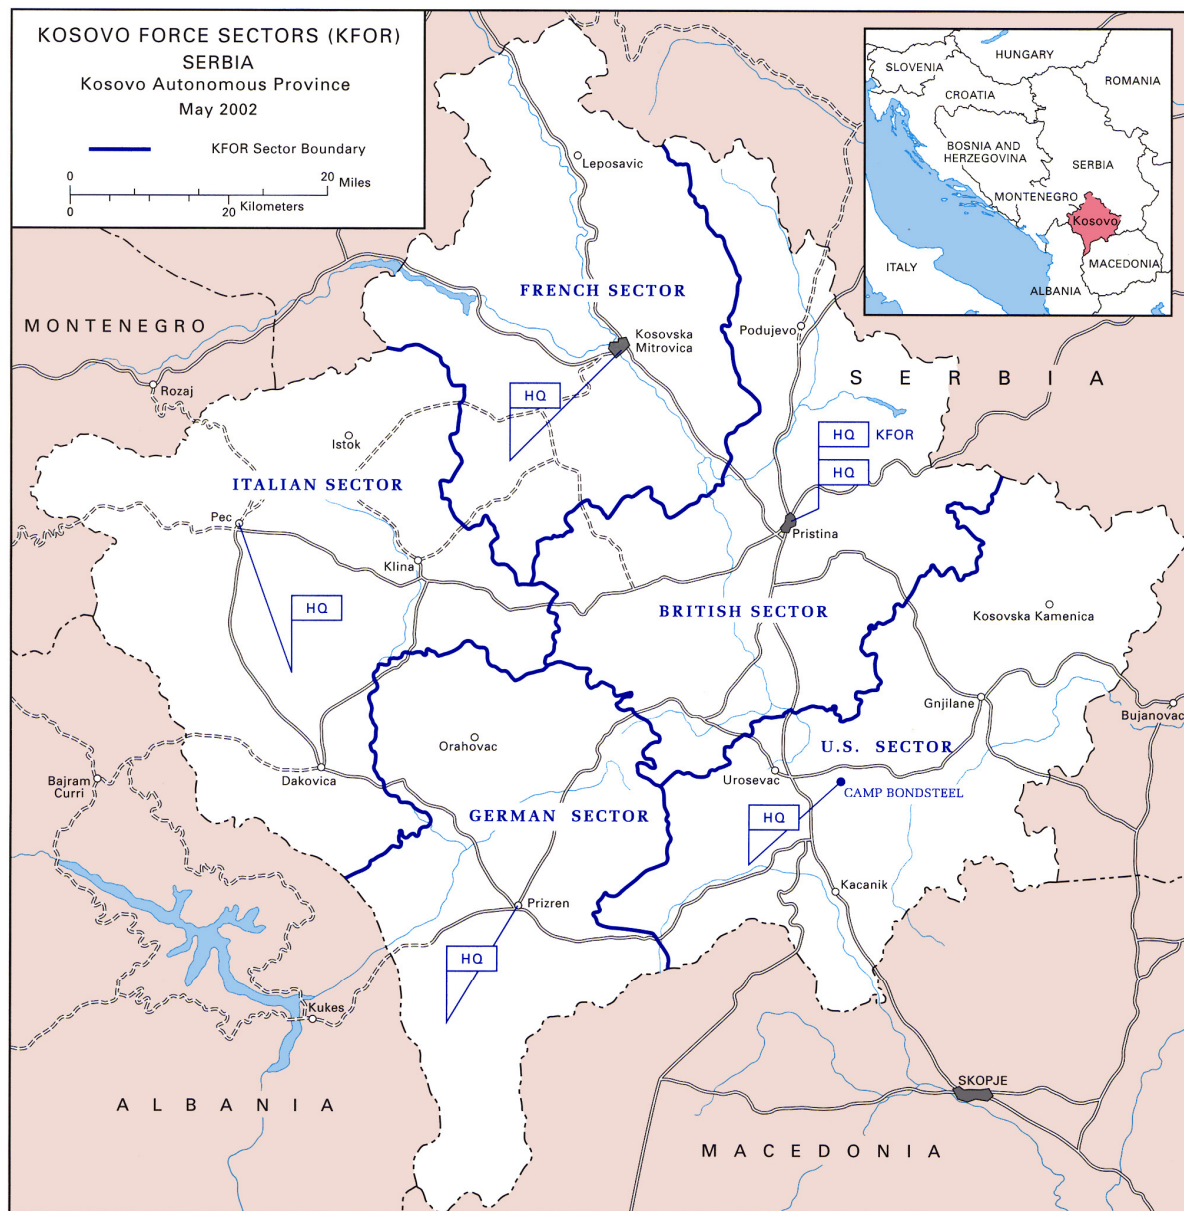 KOSOVO FORCE SECTORS (KFOR)
SERBIA
Kosovo Autonomous Province
May 2002
KFOR Sector Boundary
0 20 Miles
0 20 Kilometers
SLOVENIA
HUNGARY
ROMANIA
CROATIA
BOSNIA AND
HERZEGOVINA
SERBIA
MONTENEGRO
Kosovo
MACEDONIA
ITALY
ALBANIA
Leposavic
FRENCH SECTOR
MONTENEGRO
Podujevo
Kosovska
Mitrovica
Rozaj
SERBIA
HQ
HQ KFOR
Istok
HQ
ITALIAN SECTOR
Pec
Pristina
Klina
HQ
BRITISH SECTOR
Kosovska Kamenica
Gnjilane
Bujanovac
Orahovac
U.S. SECTOR
Bajram
Curri
Dakovica
Urosevac
CAMP BONDSTEEL
GERMAN SECTOR
HQ
Kacanik
Prizren
HQ
Kukes
SKOPJE
ALBANIA
MACEDONIA